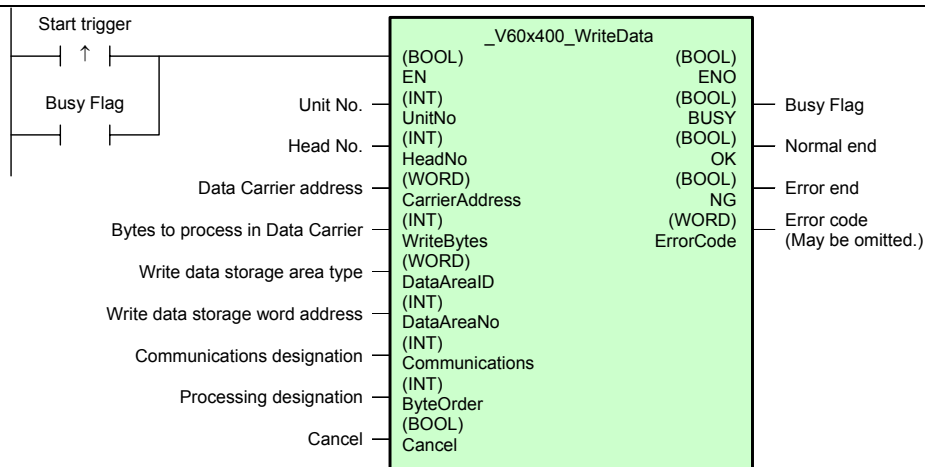 Start trigger
↑
Busy Flag
_V60x400_WriteData
(BOOL) (BOOL)
EN ENO
Unit No. (INT) (BOOL) Busy Flag
UnitNo BUSY
Head No. (INT) (BOOL) Normal end
HeadNo OK
Data Carrier address (WORD) (BOOL) Error end
CarrierAddress NG
Bytes to process in Data Carrier (INT) (WORD) Error code
WriteBytes ErrorCode (May be omitted.)
Write data storage area type (WORD)
DataAreaID
Write data storage word address (INT)
DataAreaNo
Communications designation (INT)
Communications
Processing designation (INT)
ByteOrder
Cancel (BOOL)
Cancel